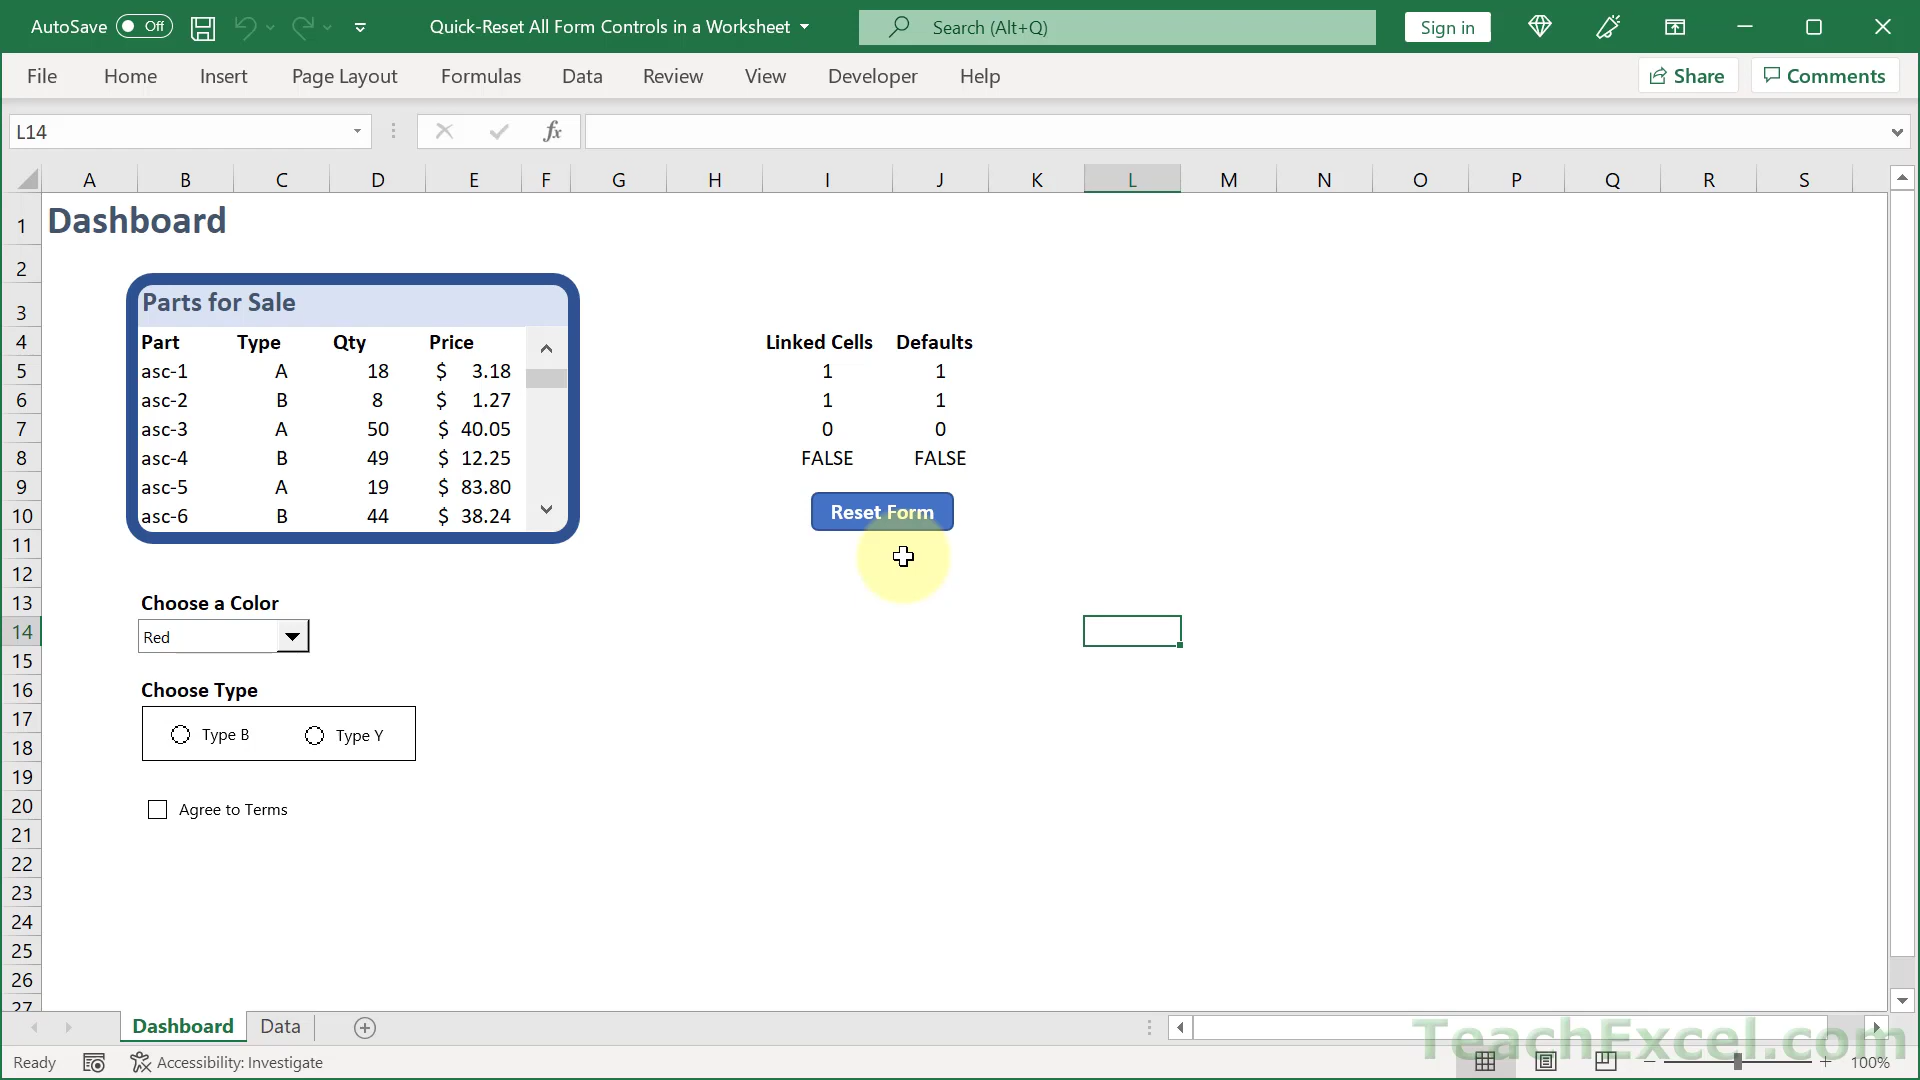 AutoSave Off Quick-Reset All Form Controls in a Worksheet Search (Alt+Q) Sign in
File Home Insert Page Layout Formulas Data Review View Developer Help Share Comments
L14 fx
A B C D E F G H I J K L M N O P Q R S
1 Dashboard
2
3 Parts for Sale
4 Part Type Qty Price Linked Cells Defaults
5 asc-1 A 18 $ 3.18 1 1
6 asc-2 B 8 $ 1.27 1 1
7 asc-3 A 50 $ 40.05 0 0
8 asc-4 B 49 $ 12.25 FALSE FALSE
9 asc-5 A 19 $ 83.80
10 asc-6 B 44 $ 38.24 Reset Form
11
12
13 Choose a Color
14 Red
15
16 Choose Type
17 Type B Type Y
18
19
20 Agree to Terms
21
22
23
24
25
26
27
Dashboard Data
TeachExcel.com
Ready Accessibility: Investigate 100%